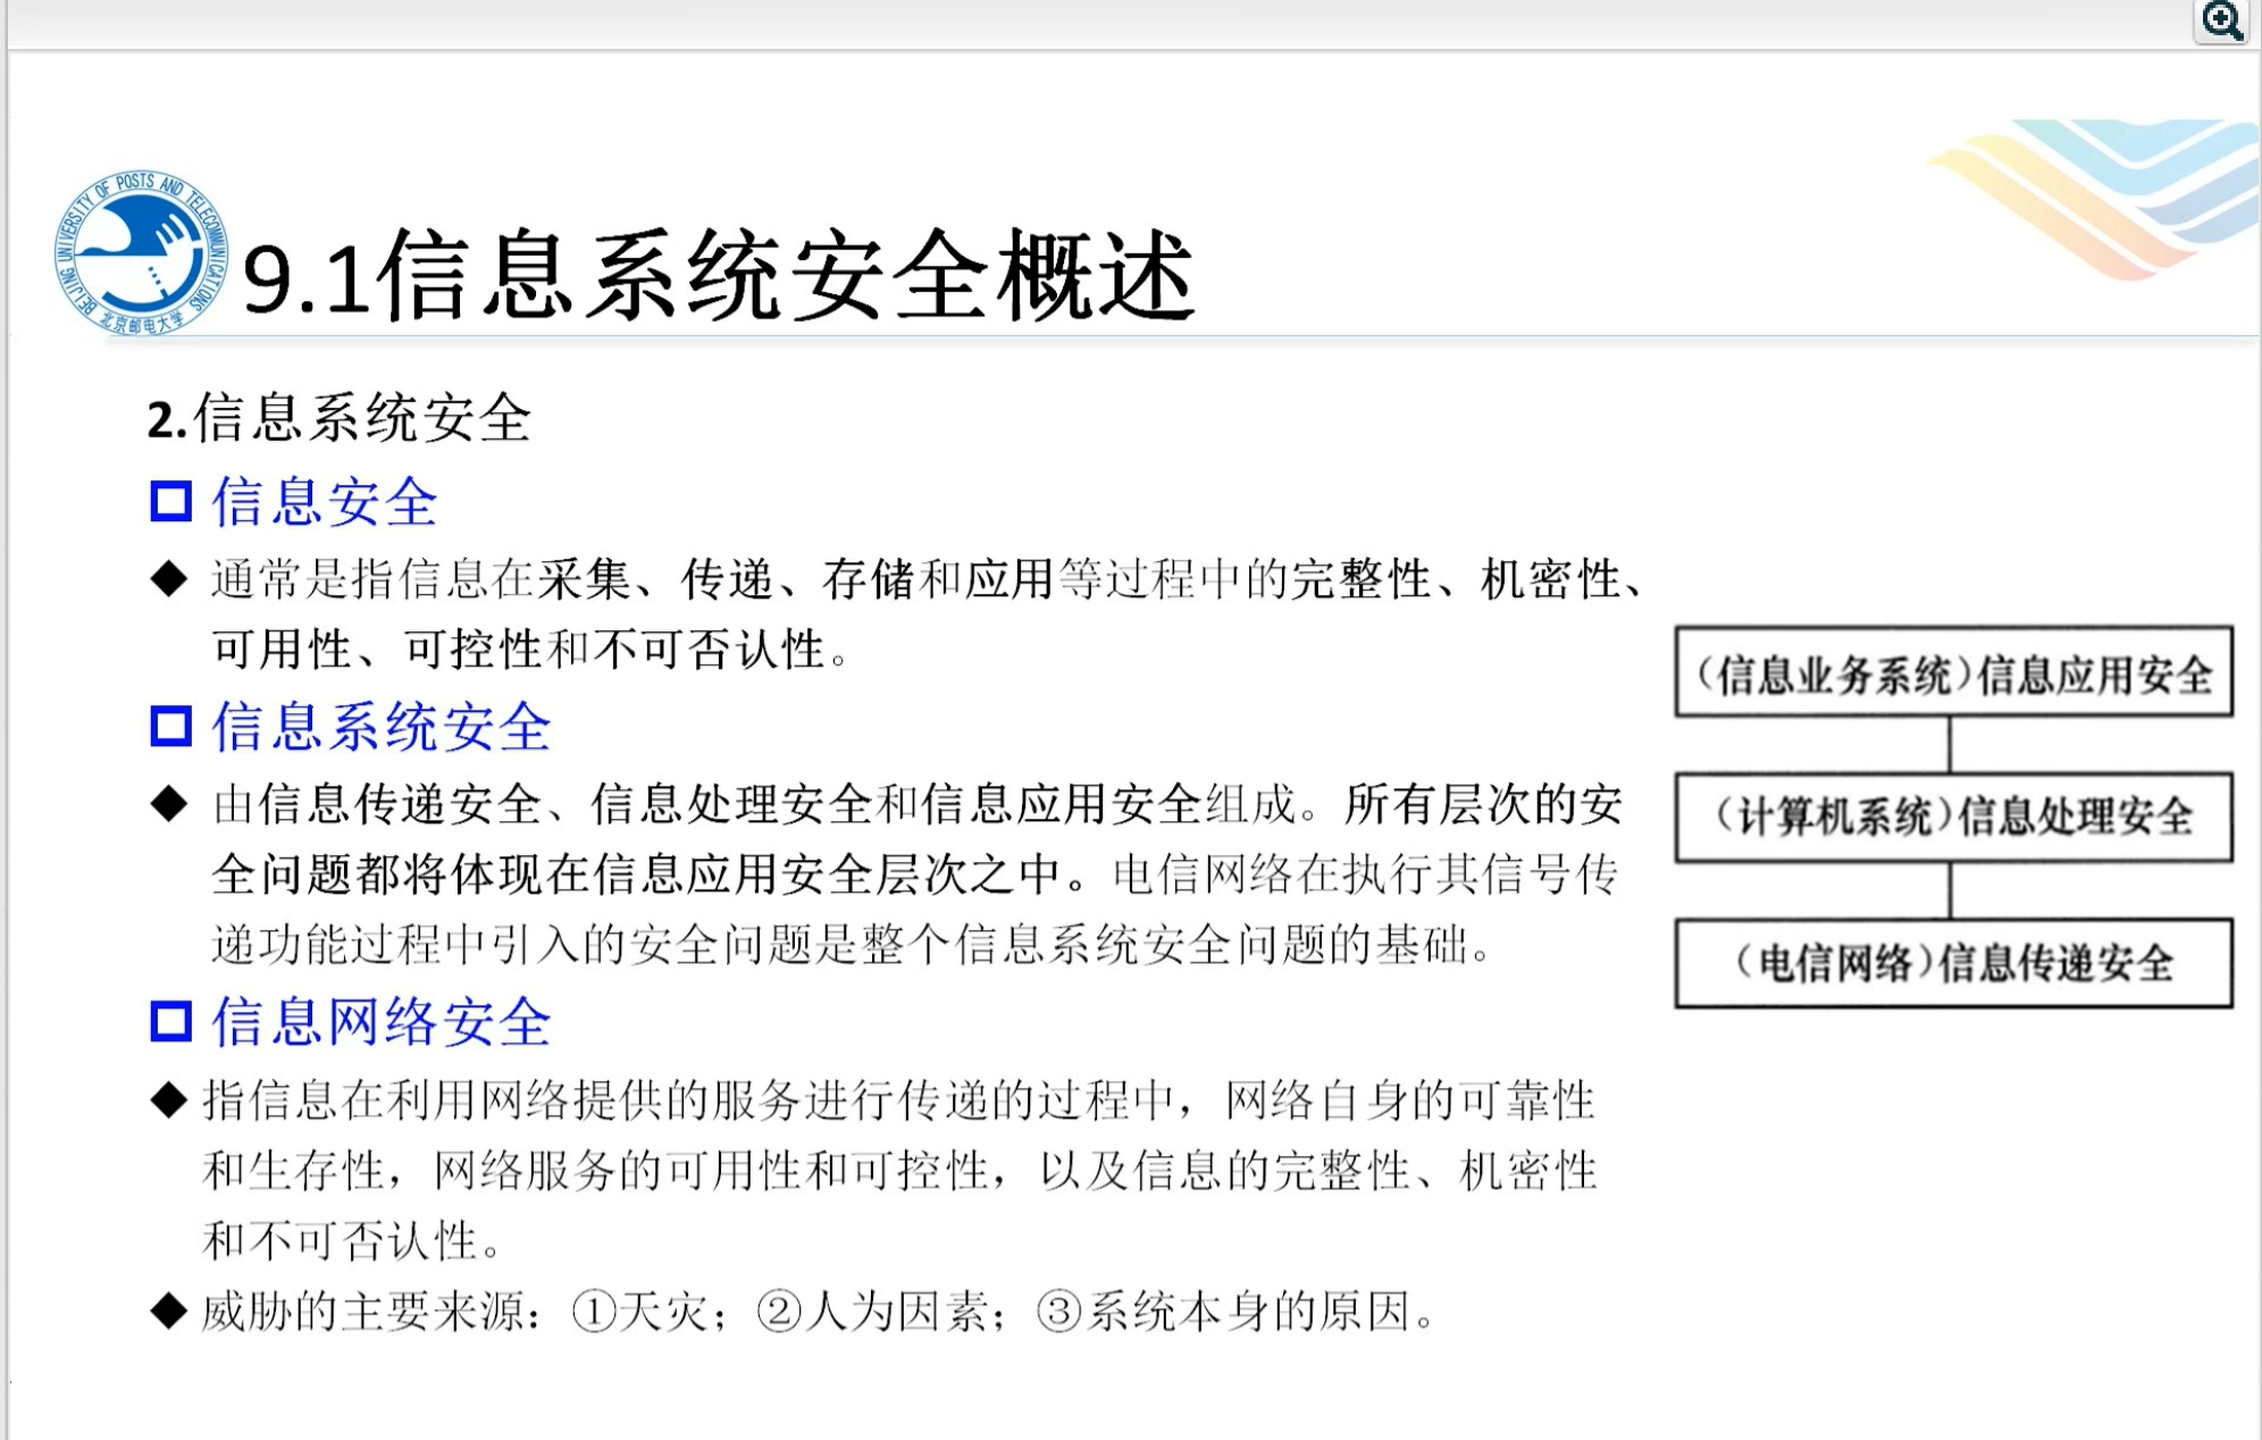 BEIJING UNIVERSITY OF POSTS AND TELECOMMUNICATIONS
北京邮电大学
9.1信息系统安全概述
2.信息系统安全
信息安全
通常是指信息在采集、传递、存储和应用等过程中的完整性、机密性、
可用性、可控性和不可否认性。
信息系统安全
由信息传递安全、信息处理安全和信息应用安全组成。所有层次的安
全问题都将体现在信息应用安全层次之中。电信网络在执行其信号传
递功能过程中引入的安全问题是整个信息系统安全问题的基础。
信息网络安全
指信息在利用网络提供的服务进行传递的过程中，网络自身的可靠性
和生存性，网络服务的可用性和可控性，以及信息的完整性、机密性
和不可否认性。
威胁的主要来源：①天灾；②人为因素；③系统本身的原因。
（信息业务系统）信息应用安全
（计算机系统）信息处理安全
（电信网络）信息传递安全